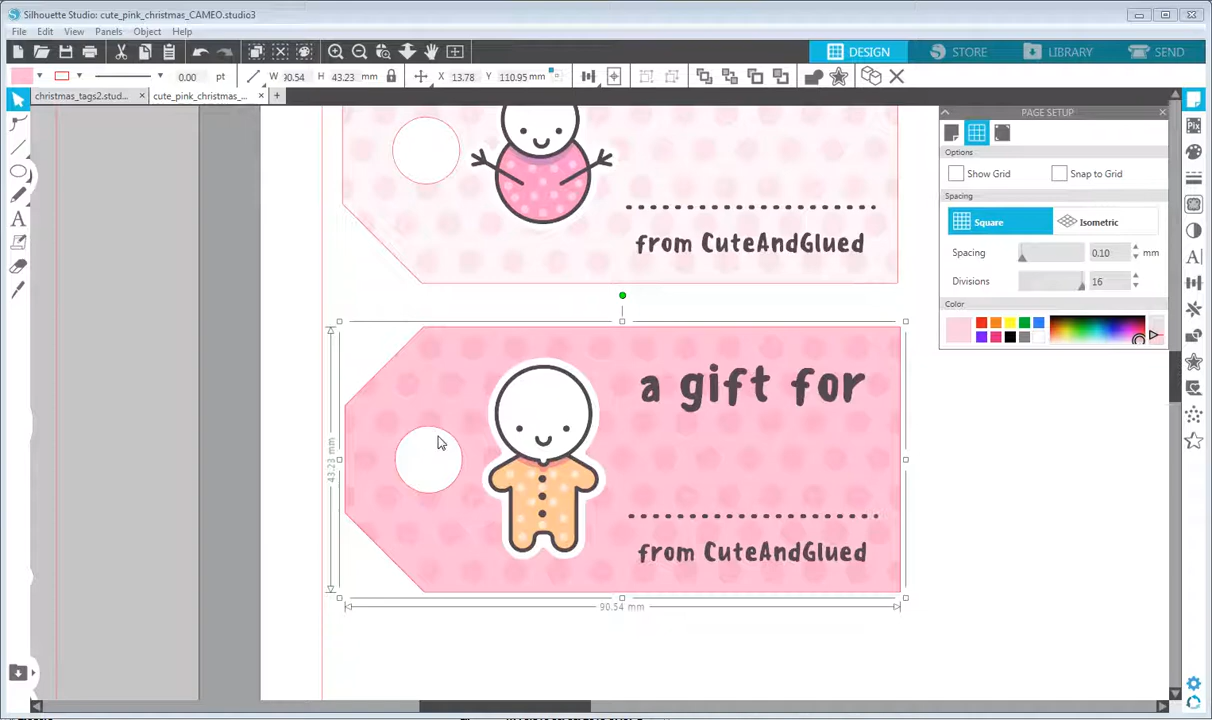 Silhouette Studio: cute_pink_christmas_CAMEO.studio3
File Edit View Panels Object Help
DESIGN STORE LIBRARY SEND
0.00 pt W 90.54 H 43.23 mm X 13.78 Y 110.95 mm
christmas_tags2.stud... cute_pink_christmas_...
PAGE SETUP
Options
Show Grid Snap to Grid
Spacing
Square Isometric
Spacing 0.10 mm
Divisions 16
Color
from CuteAndGlued
a gift for
from CuteAndGlued
43.23 mm
90.54 mm